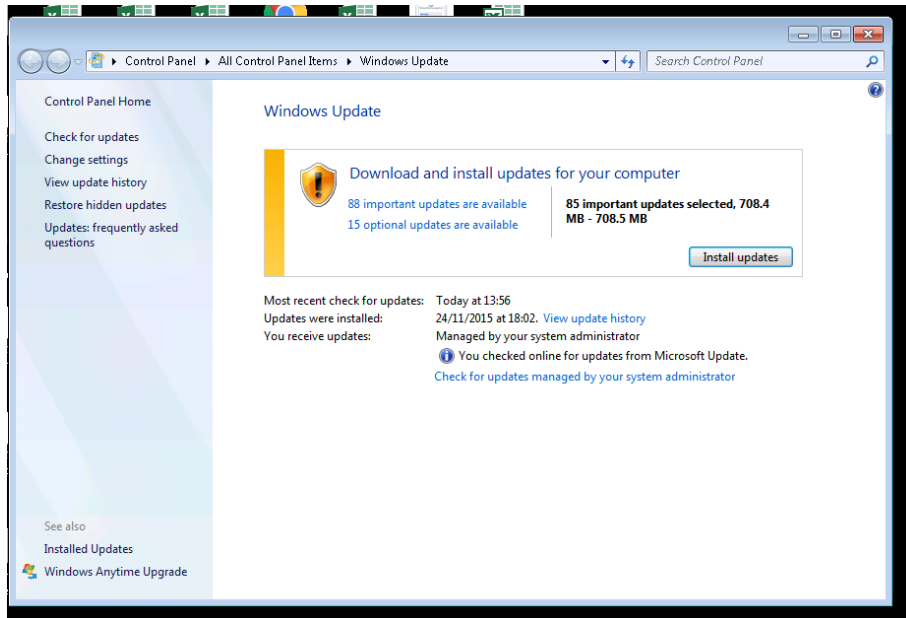 Control Panel ▸ All Control Panel Items ▸ Windows Update
Search Control Panel
Control Panel Home
Check for updates
Change settings
View update history
Restore hidden updates
Updates: frequently asked
questions
See also
Installed Updates
Windows Anytime Upgrade
Windows Update
Download and install updates for your computer
88 important updates are available
15 optional updates are available
85 important updates selected, 708.4
MB - 708.5 MB
Install updates
Most recent check for updates: Today at 13:56
Updates were installed: 24/11/2015 at 18:02. View update history
You receive updates: Managed by your system administrator
You checked online for updates from Microsoft Update.
Check for updates managed by your system administrator